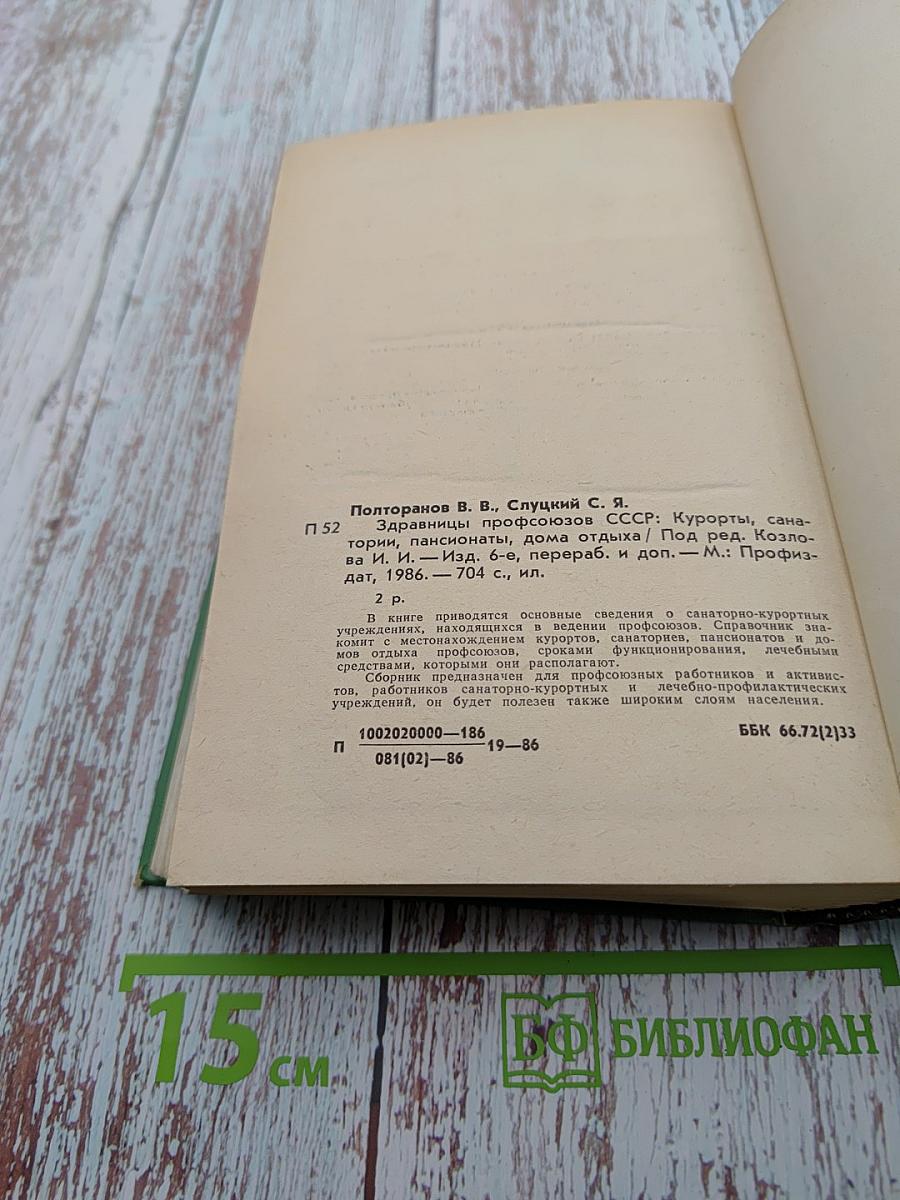 Полторанов В. В., Слуцкий С. Я.
П 52 Здравницы профсоюзов СССР: Курорты, сана-
тории, пансионаты, дома отдыха / Под ред. Козло-
ва И. И. — Изд. 6-е, перераб. и доп. — М.: Профиз-
дат, 1986. — 704 с., ил.
2 р.
В книге приводятся основные сведения о санаторно-курортных
учреждениях, находящихся в ведении профсоюзов. Справочник зна-
комит с местонахождением курортов, санаториев, пансионатов и до-
мов отдыха профсоюзов, сроками функционирования, лечебными
средствами, которыми они располагают.
Сборник предназначен для профсоюзных работников и активис-
тов, работников санаторно-курортных и лечебно-профилактических
учреждений, он будет полезен также широким слоям населения.
П 1002020000—186
081(02)—86
19—86
ББК 66.72(2)33
15 см
БФ БИБЛИОФАН